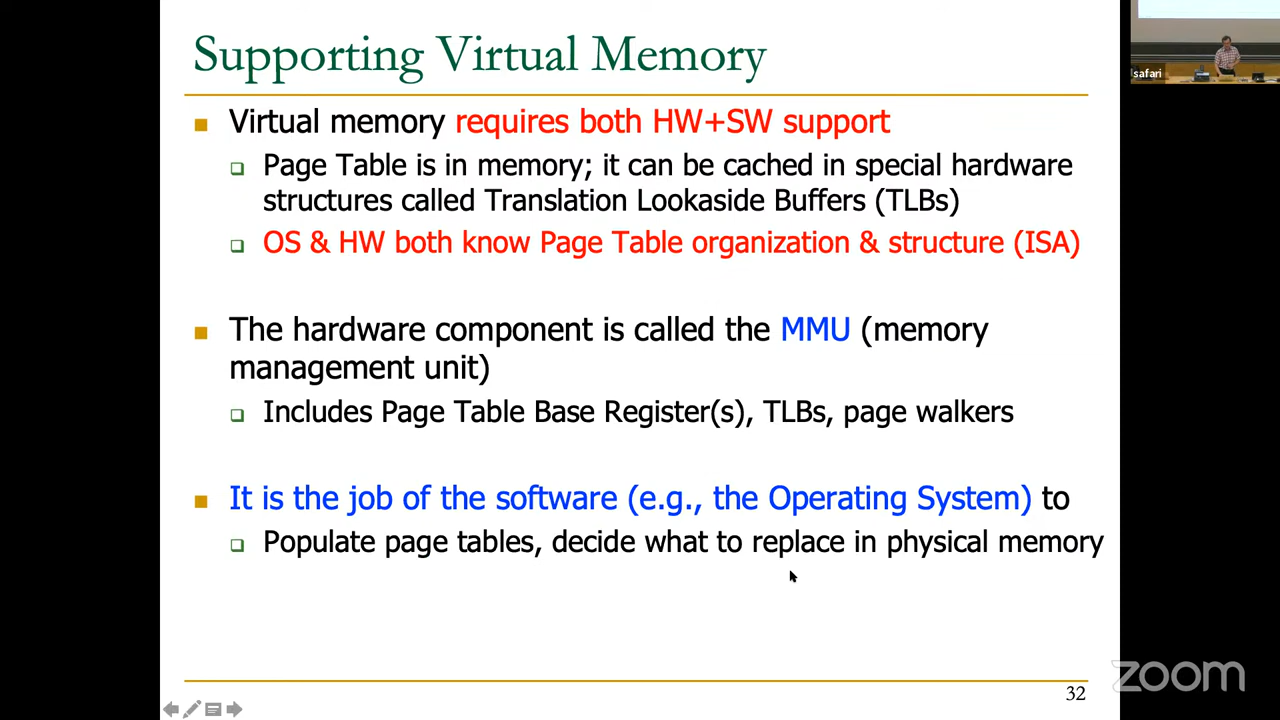 Supporting Virtual Memory
Virtual memory requires both HW+SW support
Page Table is in memory; it can be cached in special hardware
structures called Translation Lookaside Buffers (TLBs)
OS & HW both know Page Table organization & structure (ISA)
The hardware component is called the MMU (memory
management unit)
Includes Page Table Base Register(s), TLBs, page walkers
It is the job of the software (e.g., the Operating System) to
Populate page tables, decide what to replace in physical memory
32
safari
zoom